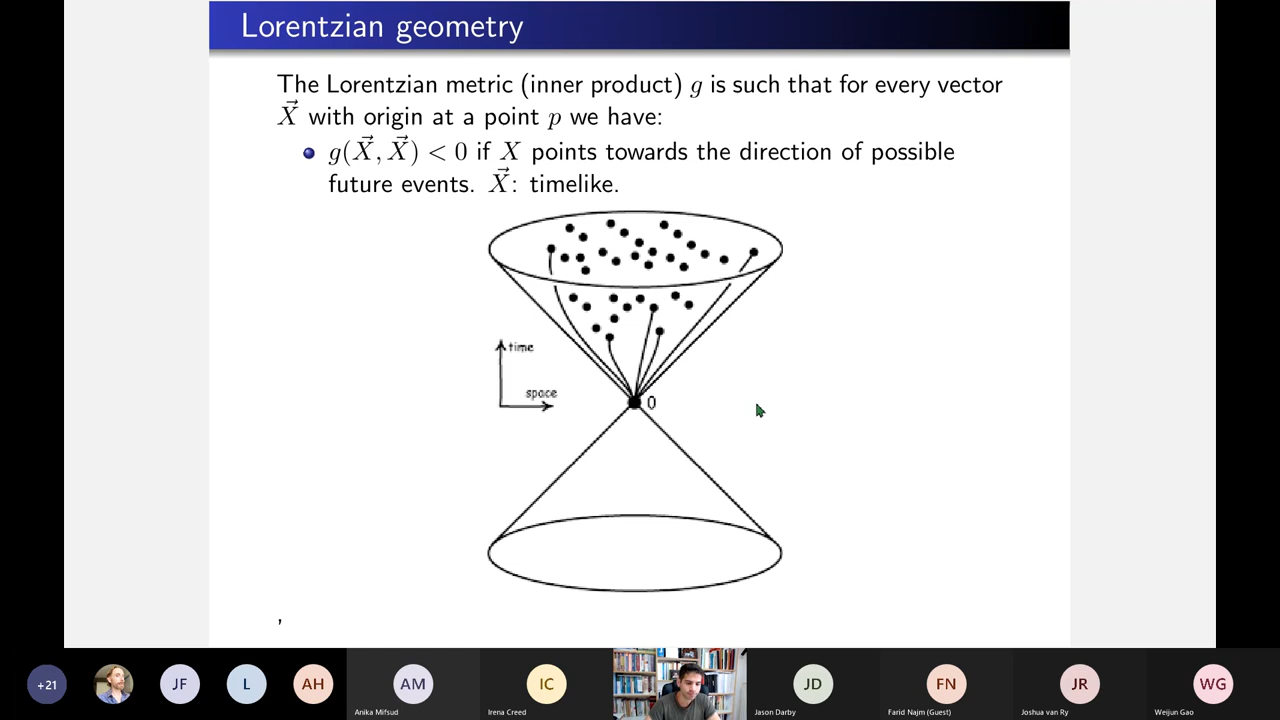 Lorentzian geometry
The Lorentzian metric (inner product) g is such that for every vector
X⃗ with origin at a point p we have:
g(X⃗, X⃗) < 0 if X points towards the direction of possible
future events. X⃗: timelike.
time
space
0
,
+21
JF
L
AH
AM
IC
JD
FN
JR
WG
Anika Mifsud
Irena Creed
Jason Darby
Farid Najm (Guest)
Joshua van Ry
Weijun Gao